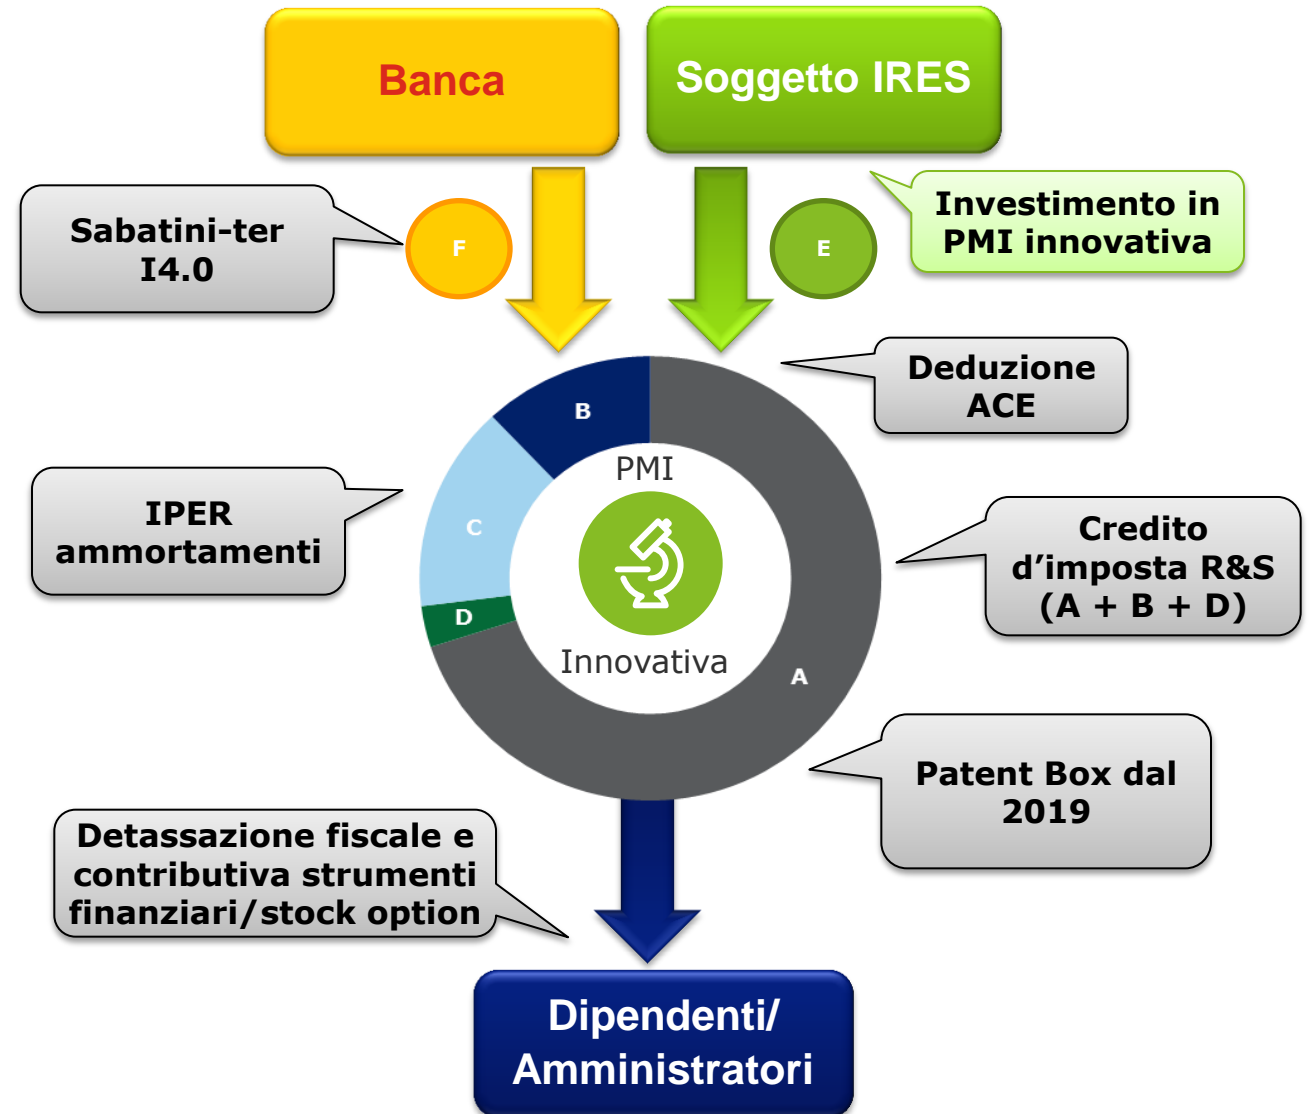 Banca
Soggetto IRES
Sabatini-ter
I4.0
F
E
Investimento in
PMI innovativa
Deduzione
ACE
B
PMI
IPER
ammortamenti
C
Credito
d’imposta R&S
(A + B + D)
D
Innovativa
A
Patent Box dal
2019
Detassazione fiscale e
contributiva strumenti
finanziari/stock option
Dipendenti/
Amministratori